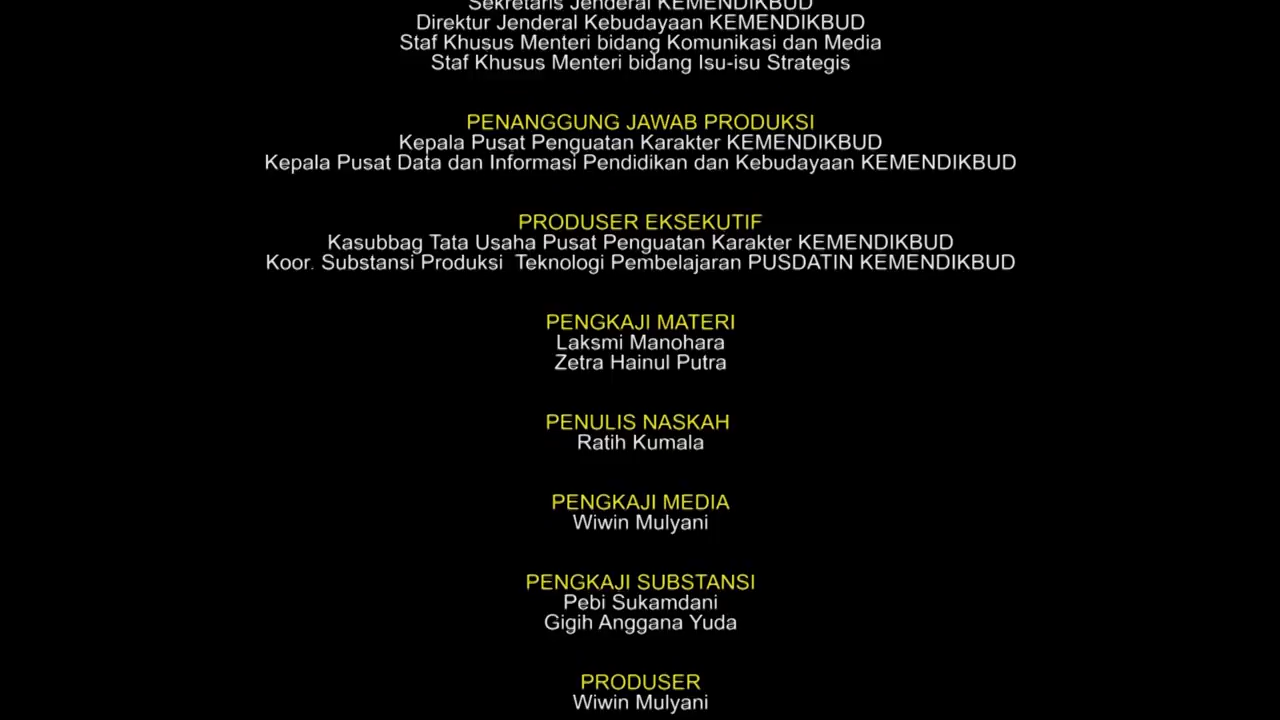 Sekretaris Jenderal KEMENDIKBUD
Direktur Jenderal Kebudayaan KEMENDIKBUD
Staf Khusus Menteri bidang Komunikasi dan Media
Staf Khusus Menteri bidang Isu-isu Strategis
PENANGGUNG JAWAB PRODUKSI
Kepala Pusat Penguatan Karakter KEMENDIKBUD
Kepala Pusat Data dan Informasi Pendidikan dan Kebudayaan KEMENDIKBUD
PRODUSER EKSEKUTIF
Kasubbag Tata Usaha Pusat Penguatan Karakter KEMENDIKBUD
Koor. Substansi Produksi  Teknologi Pembelajaran PUSDATIN KEMENDIKBUD
PENGKAJI MATERI
Laksmi Manohara
Zetra Hainul Putra
PENULIS NASKAH
Ratih Kumala
PENGKAJI MEDIA
Wiwin Mulyani
PENGKAJI SUBSTANSI
Pebi Sukamdani
Gigih Anggana Yuda
PRODUSER
Wiwin Mulyani